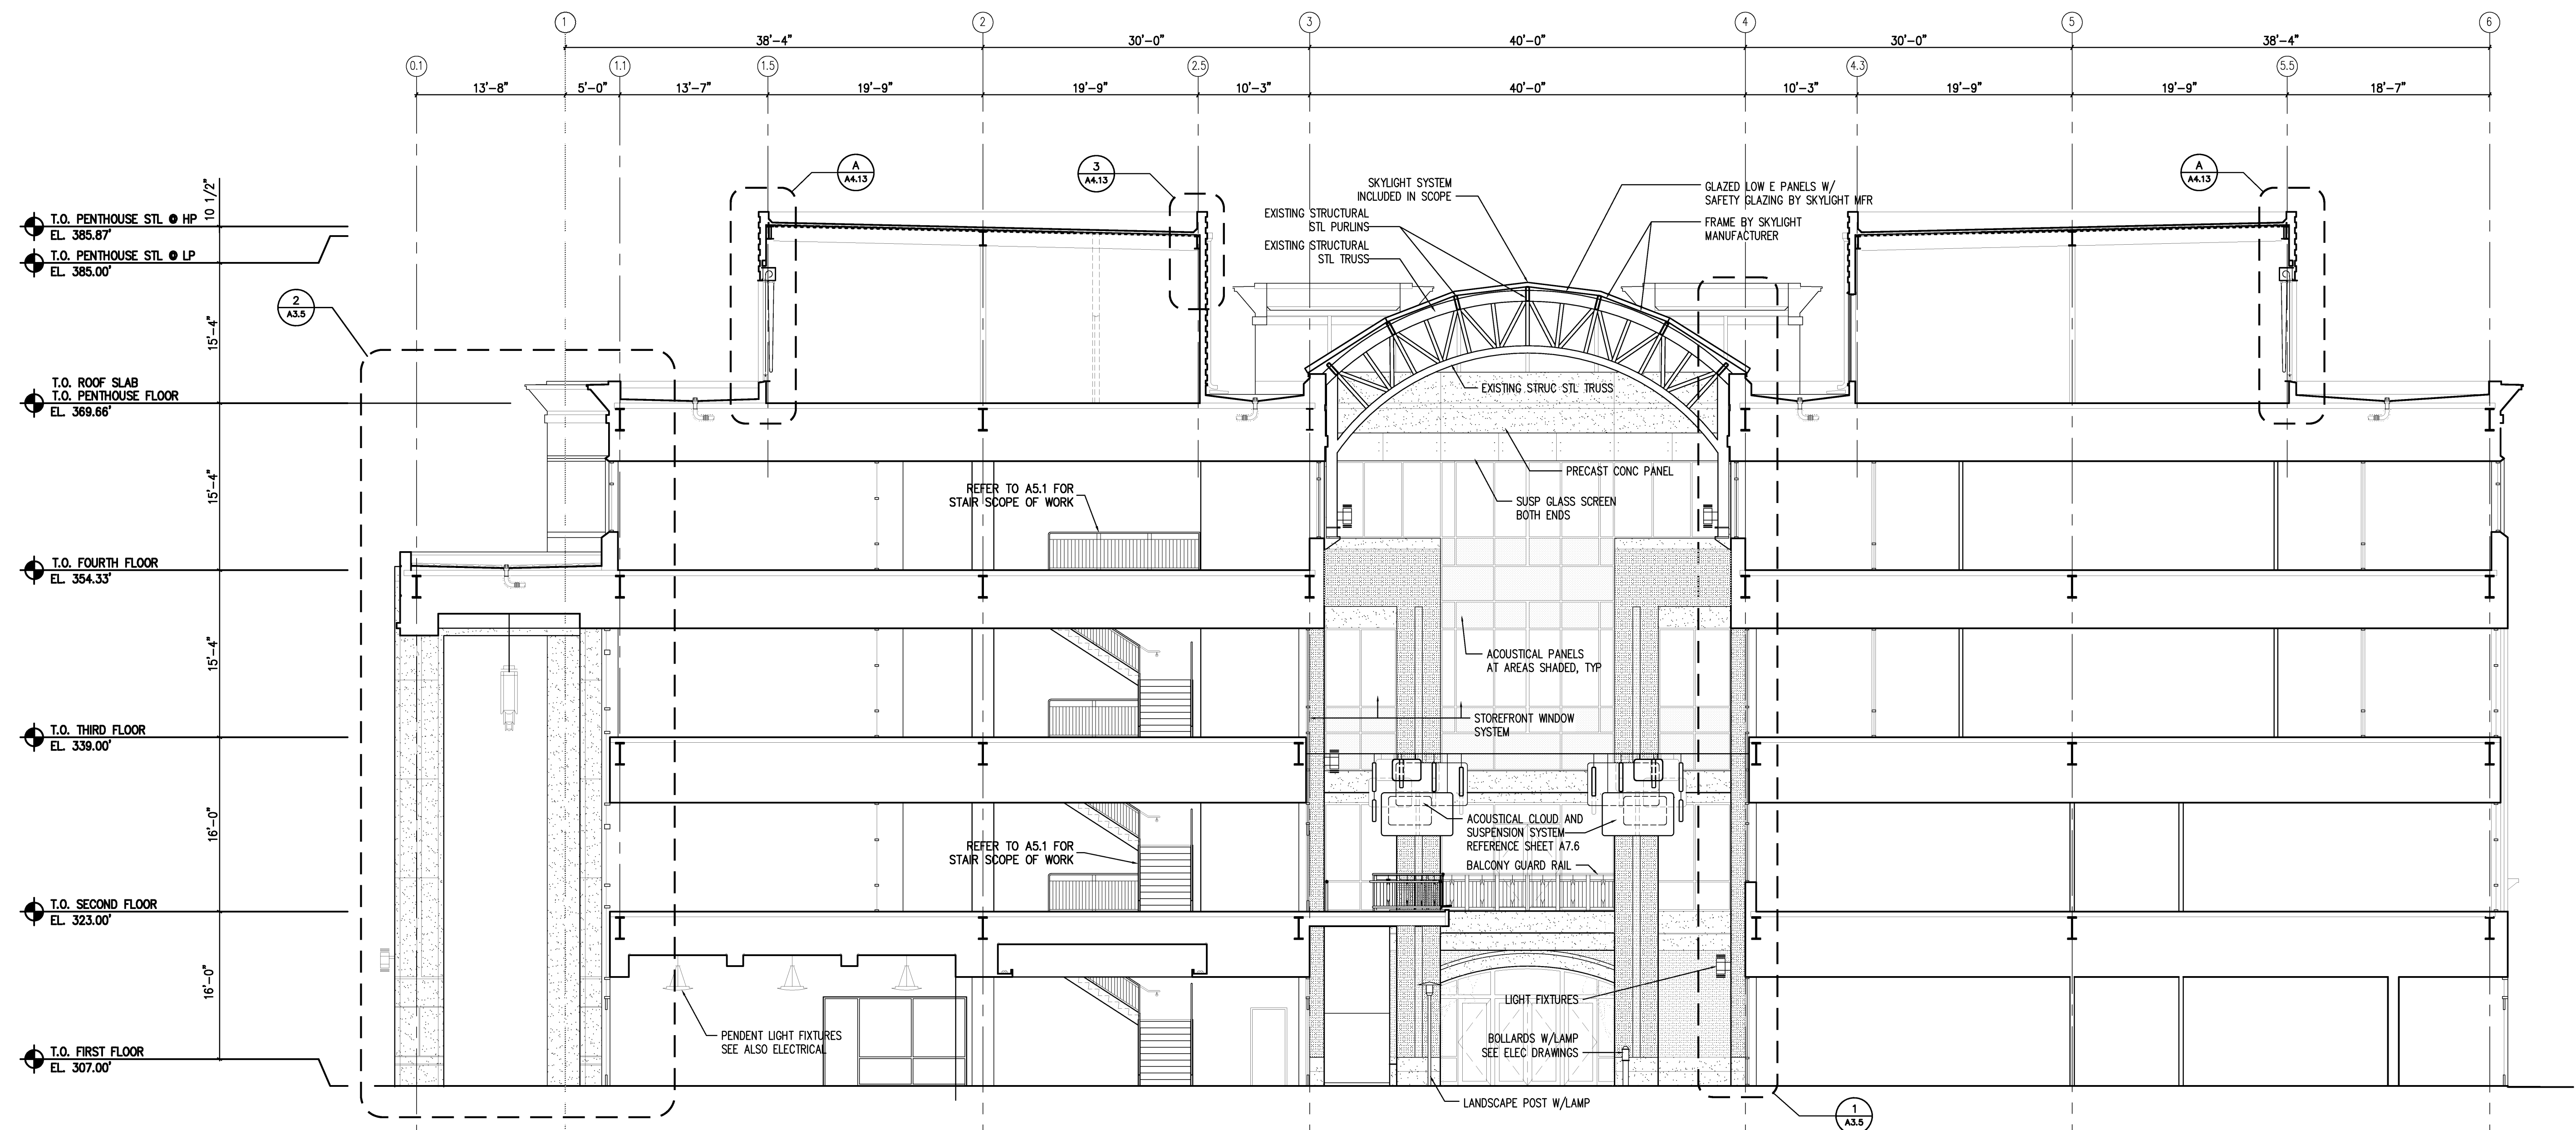 1
2
3
4
5
6
38'-4"
30'-0"
40'-0"
30'-0"
38'-4"
0.1
1.1
1.5
2.5
4.3
5.5
13'-8"
5'-0"
13'-7"
19'-9"
19'-9"
10'-3"
40'-0"
10'-3"
19'-9"
19'-9"
18'-7"
A
A4.13
3
A4.13
A
A4.13
10 1/2"
T.O. PENTHOUSE STL @ HP
EL. 385.87'
T.O. PENTHOUSE STL @ LP
EL. 385.00'
2
A3.5
15'-4"
T.O. ROOF SLAB
T.O. PENTHOUSE FLOOR
EL. 369.66'
15'-4"
T.O. FOURTH FLOOR
EL. 354.33'
15'-4"
T.O. THIRD FLOOR
EL. 339.00'
16'-0"
T.O. SECOND FLOOR
EL. 323.00'
16'-0"
T.O. FIRST FLOOR
EL. 307.00'
SKYLIGHT SYSTEM
INCLUDED IN SCOPE
EXISTING STRUCTURAL
STL PURLINS
EXISTING STRUCTURAL
STL TRUSS
GLAZED LOW E PANELS W/
SAFETY GLAZING BY SKYLIGHT MFR
FRAME BY SKYLIGHT
MANUFACTURER
EXISTING STRUC STL TRUSS
PRECAST CONC PANEL
SUSP GLASS SCREEN
BOTH ENDS
REFER TO A5.1 FOR
STAIR SCOPE OF WORK
ACOUSTICAL PANELS
AT AREAS SHADED, TYP
STOREFRONT WINDOW
SYSTEM
ACOUSTICAL CLOUD AND
SUSPENSION SYSTEM
REFERENCE SHEET A7.6
BALCONY GUARD RAIL
REFER TO A5.1 FOR
STAIR SCOPE OF WORK
LIGHT FIXTURES
PENDENT LIGHT FIXTURES
SEE ALSO ELECTRICAL
BOLLARDS W/LAMP
SEE ELEC DRAWINGS
LANDSCAPE POST W/LAMP
1
A3.5